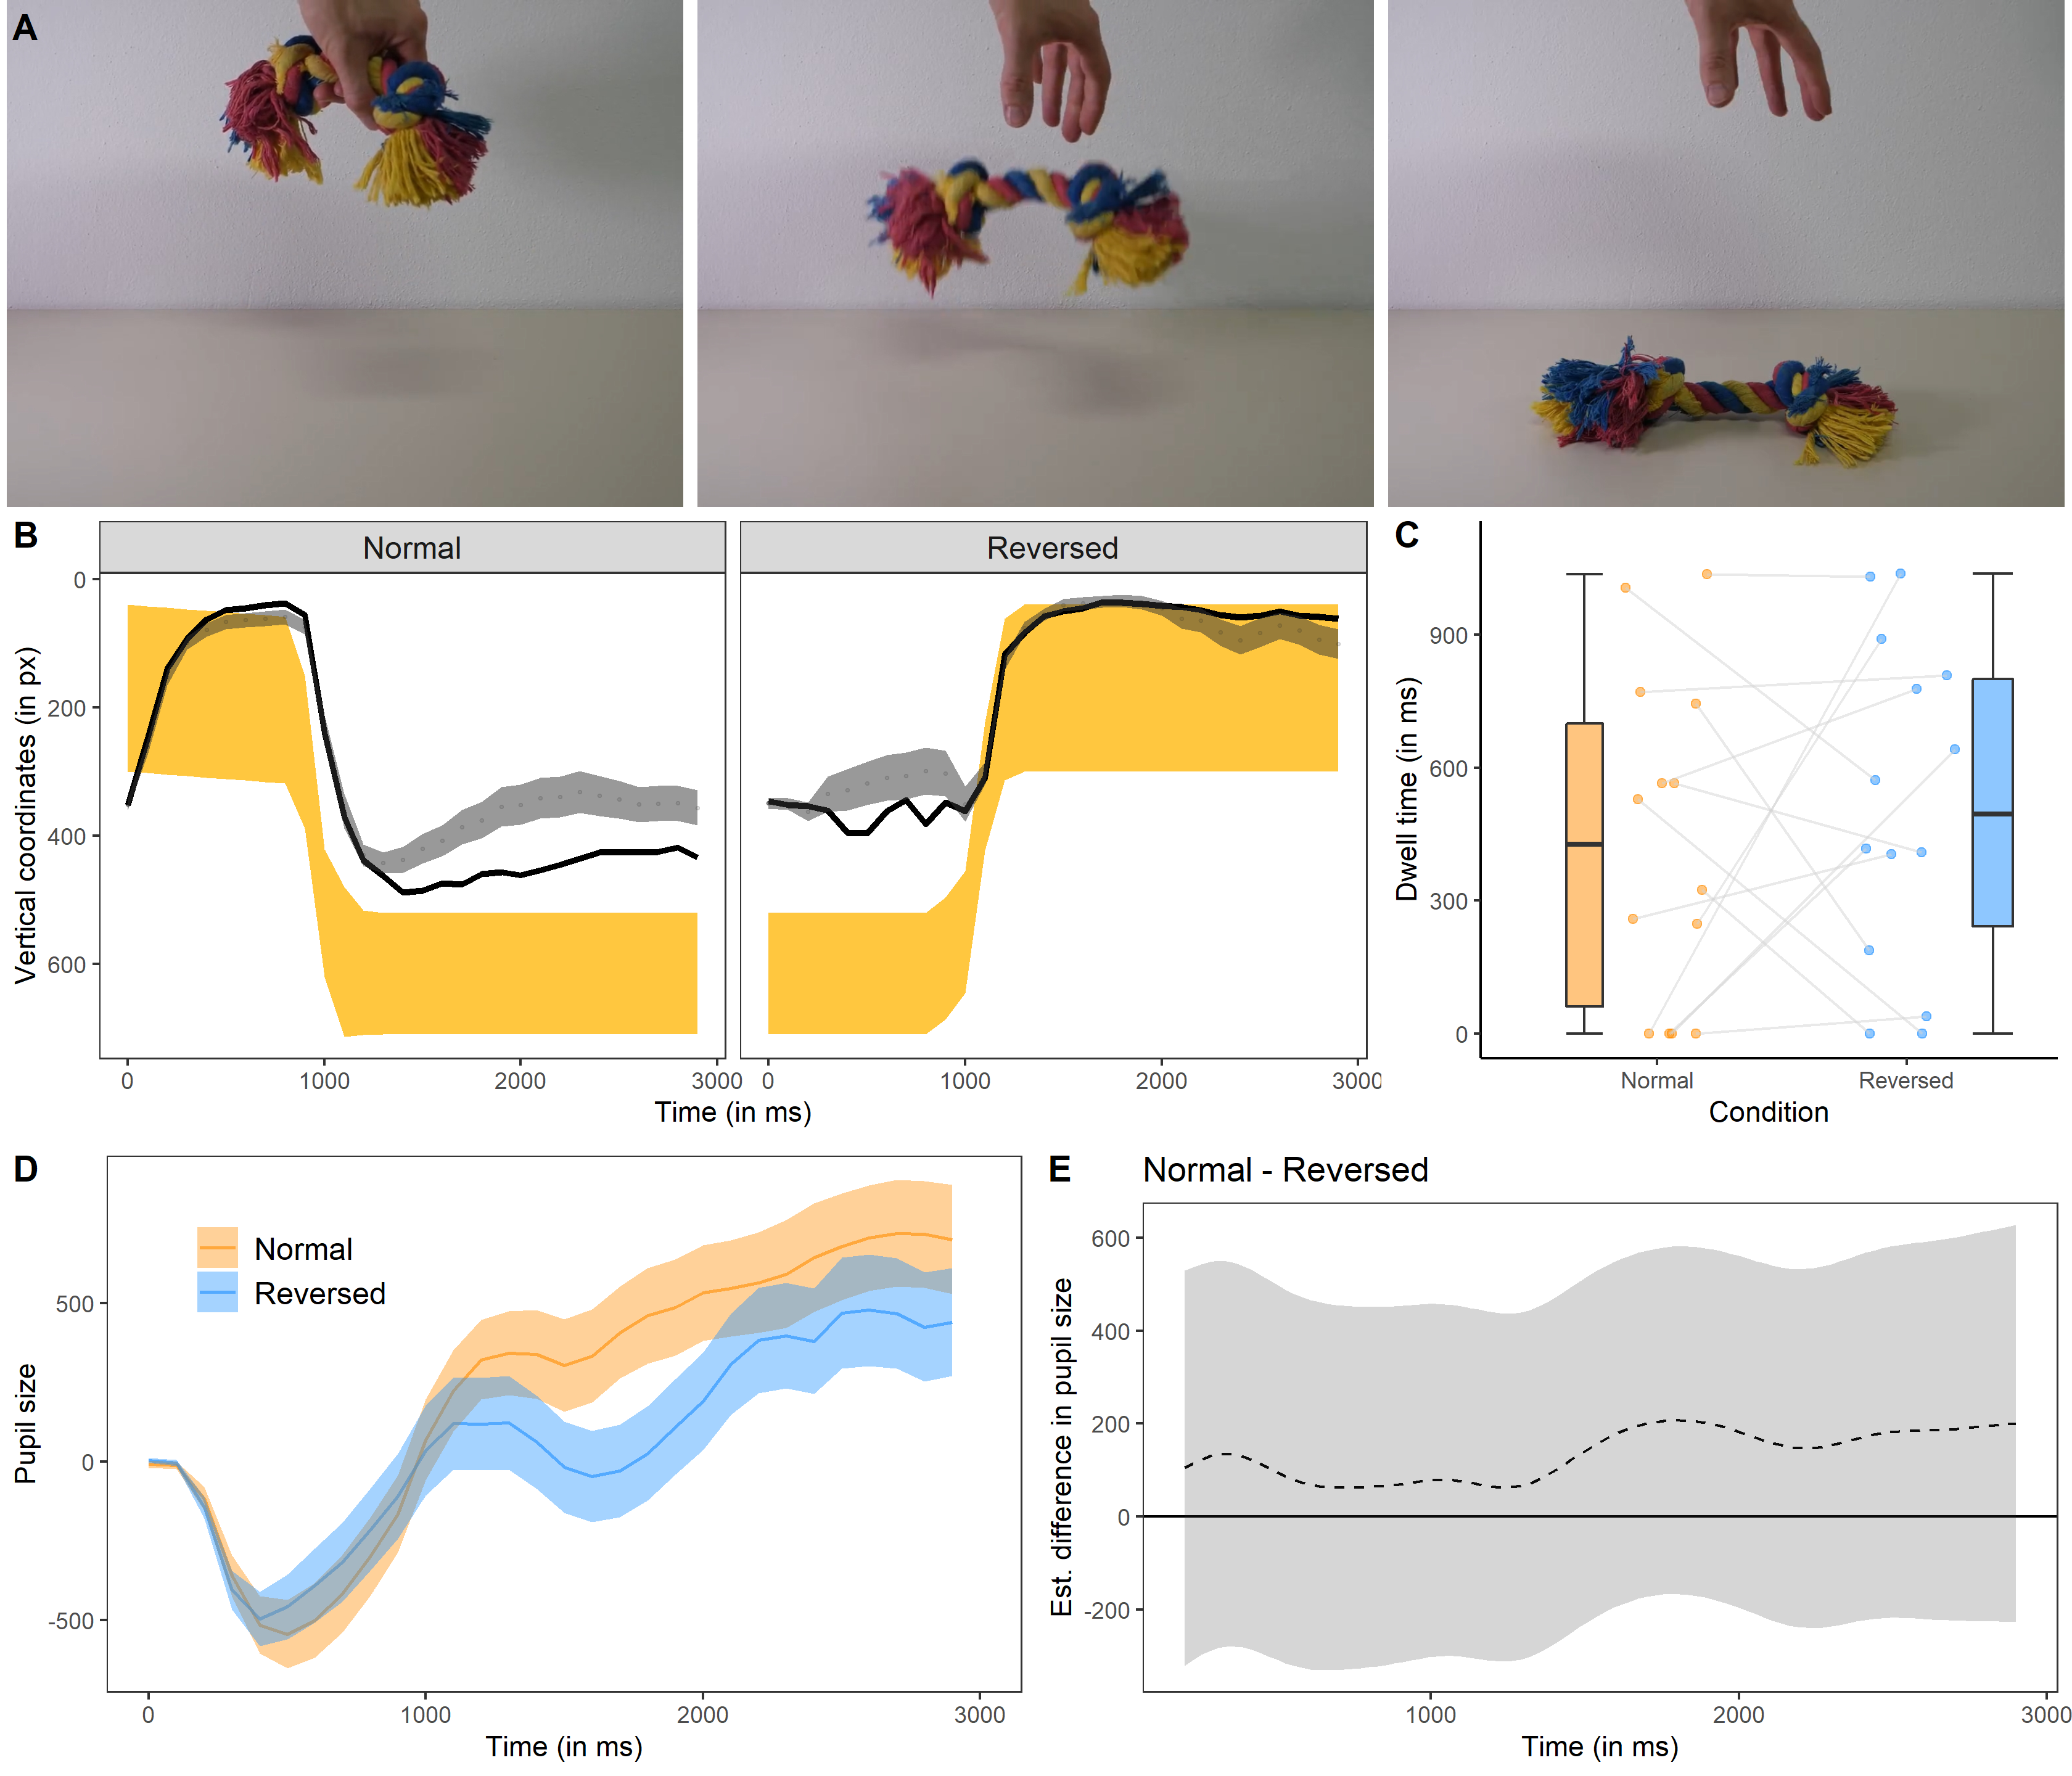 A
B
Normal
Reversed
Vertical coordinates (in px)
0
200
400
600
0
1000
2000
3000
0
1000
2000
3000
Time (in ms)
C
Dwell time (in ms)
900
600
300
0
Normal
Reversed
Condition
D
Pupil size
500
0
-500
Normal
Reversed
0
1000
2000
3000
Time (in ms)
E
Normal - Reversed
Est. difference in pupil size
600
400
200
0
-200
1000
2000
3000
Time (in ms)